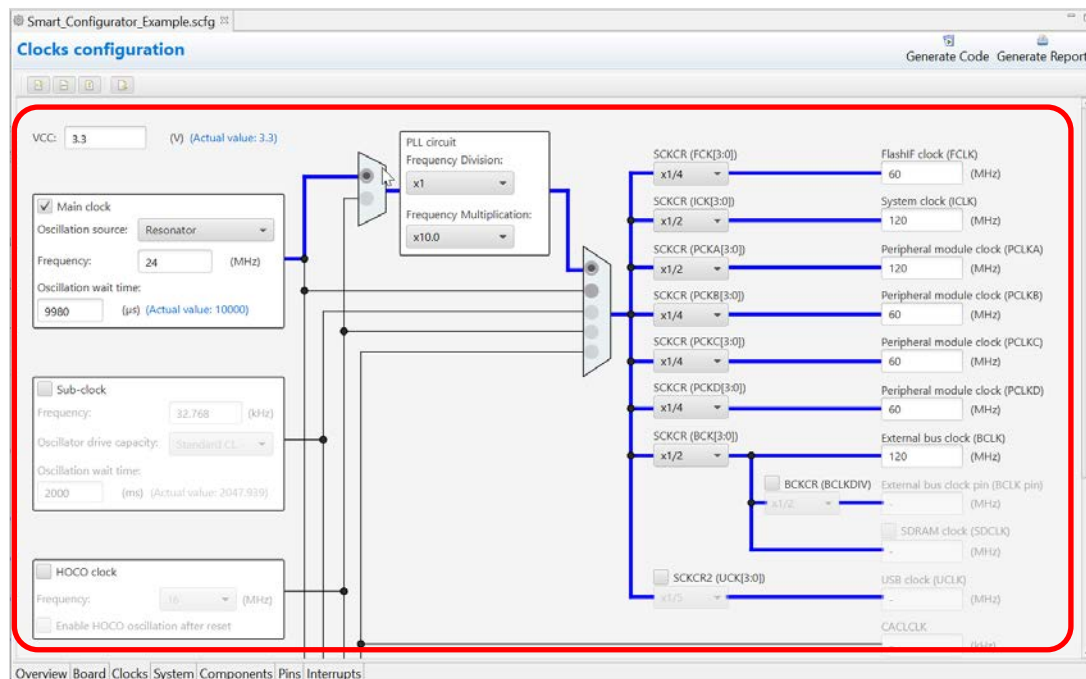 Smart_Configurator_Example.scfg
Clocks configuration
Generate Code Generate Report
VCC: 3.3 (V) (Actual value: 3.3)
Main clock
Oscillation source: Resonator
Frequency: 24 (MHz)
Oscillation wait time:
9980 (μs) (Actual value: 10000)
Sub-clock
Frequency: 32.768 (kHz)
Oscillator drive capacity: Standard CL
Oscillation wait time:
2000 (ms) (Actual value: 2047.939)
HOCO clock
Frequency: 16 (MHz)
Enable HOCO oscillation after reset
PLL circuit
Frequency Division:
x1
Frequency Multiplication:
x10.0
SCKCR (FCK[3:0]) FlashIF clock (FCLK)
x1/4 60 (MHz)
SCKCR (ICK[3:0]) System clock (ICLK)
x1/2 120 (MHz)
SCKCR (PCKA[3:0]) Peripheral module clock (PCLKA)
x1/2 120 (MHz)
SCKCR (PCKB[3:0]) Peripheral module clock (PCLKB)
x1/4 60 (MHz)
SCKCR (PCKC[3:0]) Peripheral module clock (PCLKC)
x1/4 60 (MHz)
SCKCR (PCKD[3:0]) Peripheral module clock (PCLKD)
x1/4 60 (MHz)
SCKCR (BCK[3:0]) External bus clock (BCLK)
x1/2 120 (MHz)
BCKCR (BCLKDIV) External bus clock pin (BCLK pin)
x1/2 - (MHz)
SDRAM clock (SDCLK)
- (MHz)
SCKCR2 (UCK[3:0]) USB clock (UCLK)
x1/5 - (MHz)
CACLCLK
- (kHz)
Overview Board Clocks System Components Pins Interrupts